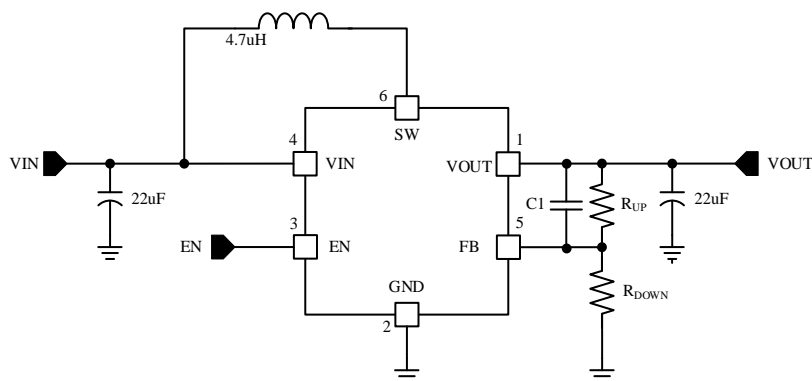 4.7uH
6
SW
4
1
VIN
VIN
VOUT
VOUT
22uF
C1
RUP
22uF
3
5
EN
EN
FB
GND
RDOWN
2